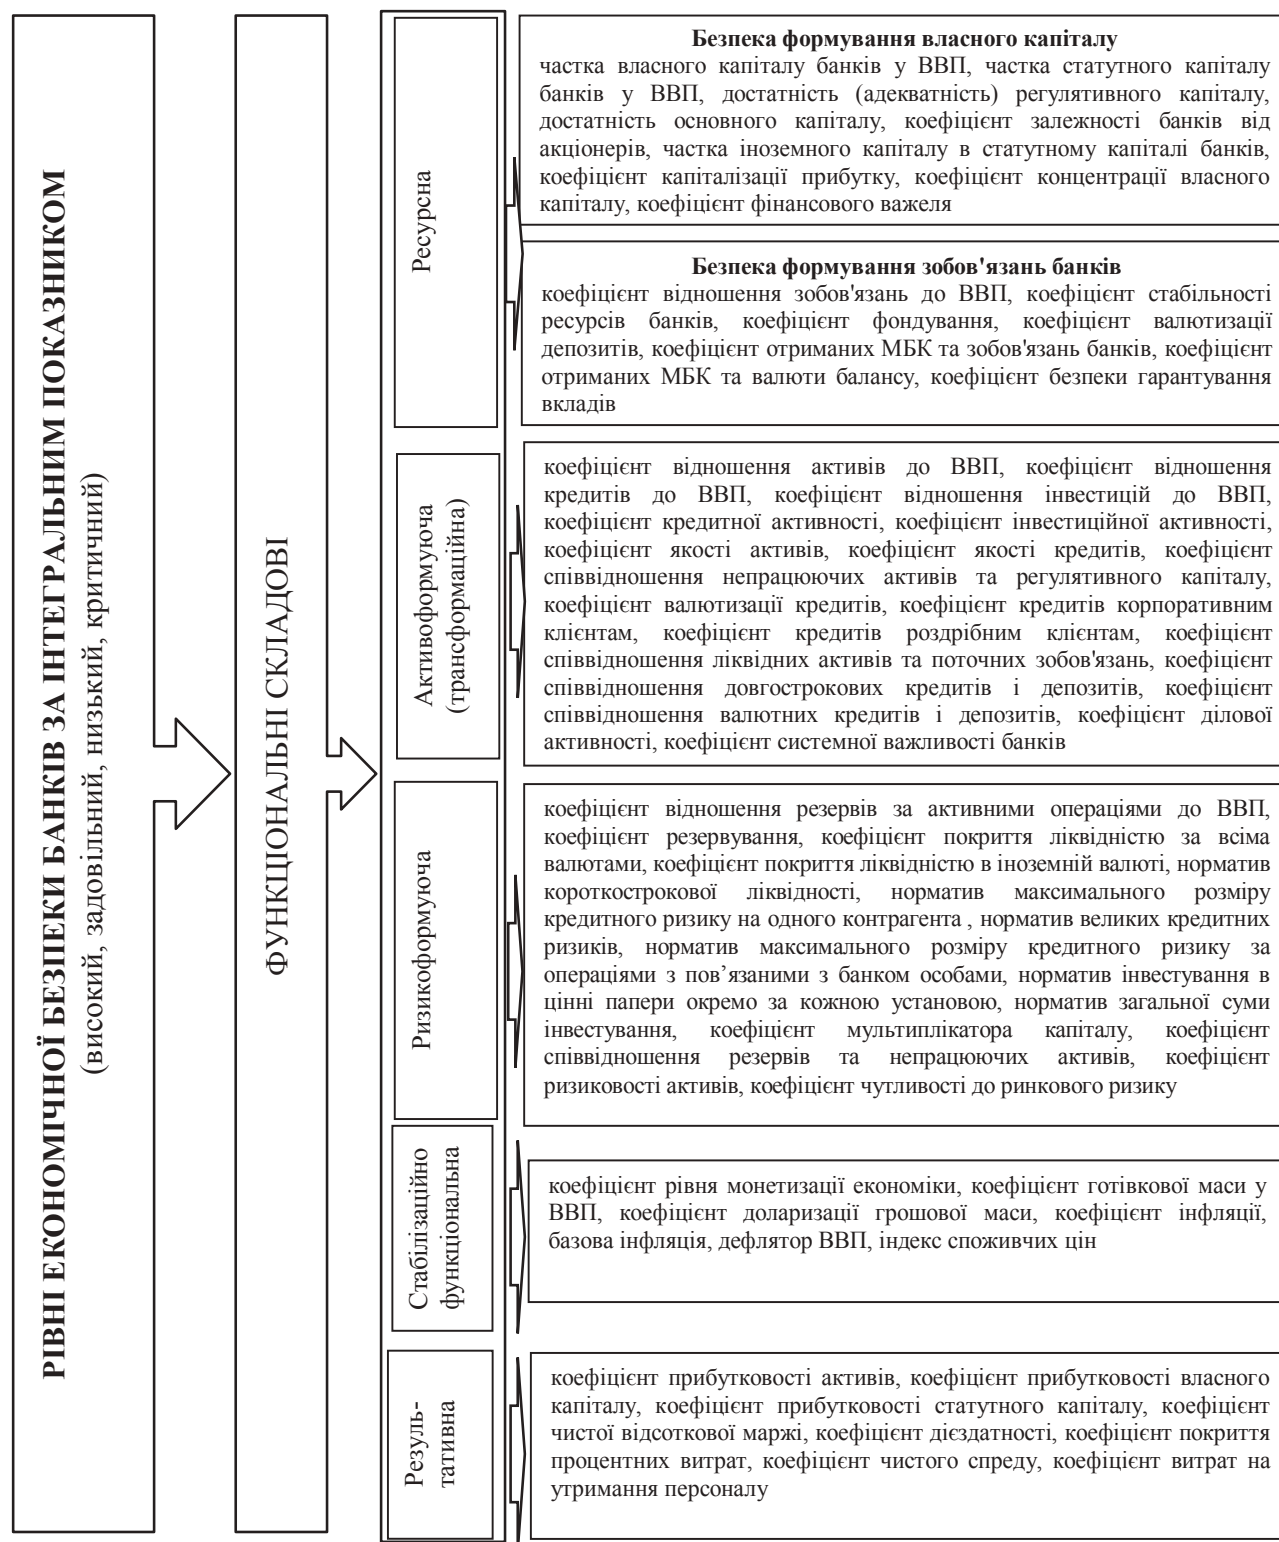 РІВНІ ЕКОНОМІЧНОЇ БЕЗПЕКИ БАНКІВ ЗА ІНТЕГРАЛЬНИМ ПОКАЗНИКОМ
(високий, задовільний, низький, критичний)
ФУНКЦІОНАЛЬНІ СКЛАДОВІ
Ресурсна
Безпека формування власного капіталу
частка власного капіталу банків у ВВП, частка статутного капіталу
банків у ВВП, достатність (адекватність) регулятивного капіталу,
достатність основного капіталу, коефіцієнт залежності банків від
акціонерів, частка іноземного капіталу в статутному капіталі банків,
коефіцієнт капіталізації прибутку, коефіцієнт концентрації власного
капіталу, коефіцієнт фінансового важеля
Безпека формування зобов'язань банків
коефіцієнт відношення зобов'язань до ВВП, коефіцієнт стабільності
ресурсів банків, коефіцієнт фондування, коефіцієнт валютизації
депозитів, коефіцієнт отриманих МБК та зобов'язань банків, коефіцієнт
отриманих МБК та валюти балансу, коефіцієнт безпеки гарантування
вкладів
Активоформуюча
(трансформаційна)
коефіцієнт відношення активів до ВВП, коефіцієнт відношення
кредитів до ВВП, коефіцієнт відношення інвестицій до ВВП,
коефіцієнт кредитної активності, коефіцієнт інвестиційної активності,
коефіцієнт якості активів, коефіцієнт якості кредитів, коефіцієнт
співвідношення непрацюючих активів та регулятивного капіталу,
коефіцієнт валютизації кредитів, коефіцієнт кредитів корпоративним
клієнтам, коефіцієнт кредитів роздрібним клієнтам, коефіцієнт
співвідношення ліквідних активів та поточних зобов'язань, коефіцієнт
співвідношення довгострокових кредитів і депозитів, коефіцієнт
співвідношення валютних кредитів і депозитів, коефіцієнт ділової
активності, коефіцієнт системної важливості банків
Ризикоформуюча
коефіцієнт відношення резервів за активними операціями до ВВП,
коефіцієнт резервування, коефіцієнт покриття ліквідністю за всіма
валютами, коефіцієнт покриття ліквідністю в іноземній валюті, норматив
короткострокової ліквідності, норматив максимального розміру
кредитного ризику на одного контрагента , норматив великих кредитних
ризиків, норматив максимального розміру кредитного ризику за
операціями з пов’язаними з банком особами, норматив інвестування в
цінні папери окремо за кожною установою, норматив загальної суми
інвестування, коефіцієнт мультиплікатора капіталу, коефіцієнт
співвідношення резервів та непрацюючих активів, коефіцієнт
ризиковості активів, коефіцієнт чутливості до ринкового ризику
Стабілізаційно
функціональна
коефіцієнт рівня монетизації економіки, коефіцієнт готівкової маси у
ВВП, коефіцієнт доларизації грошової маси, коефіцієнт інфляції,
базова інфляція, дефлятор ВВП, індекс споживчих цін
Резуль-
тативна
коефіцієнт прибутковості активів, коефіцієнт прибутковості власного
капіталу, коефіцієнт прибутковості статутного капіталу, коефіцієнт
чистої відсоткової маржі, коефіцієнт дієздатності, коефіцієнт покриття
процентних витрат, коефіцієнт чистого спреду, коефіцієнт витрат на
утримання персоналу